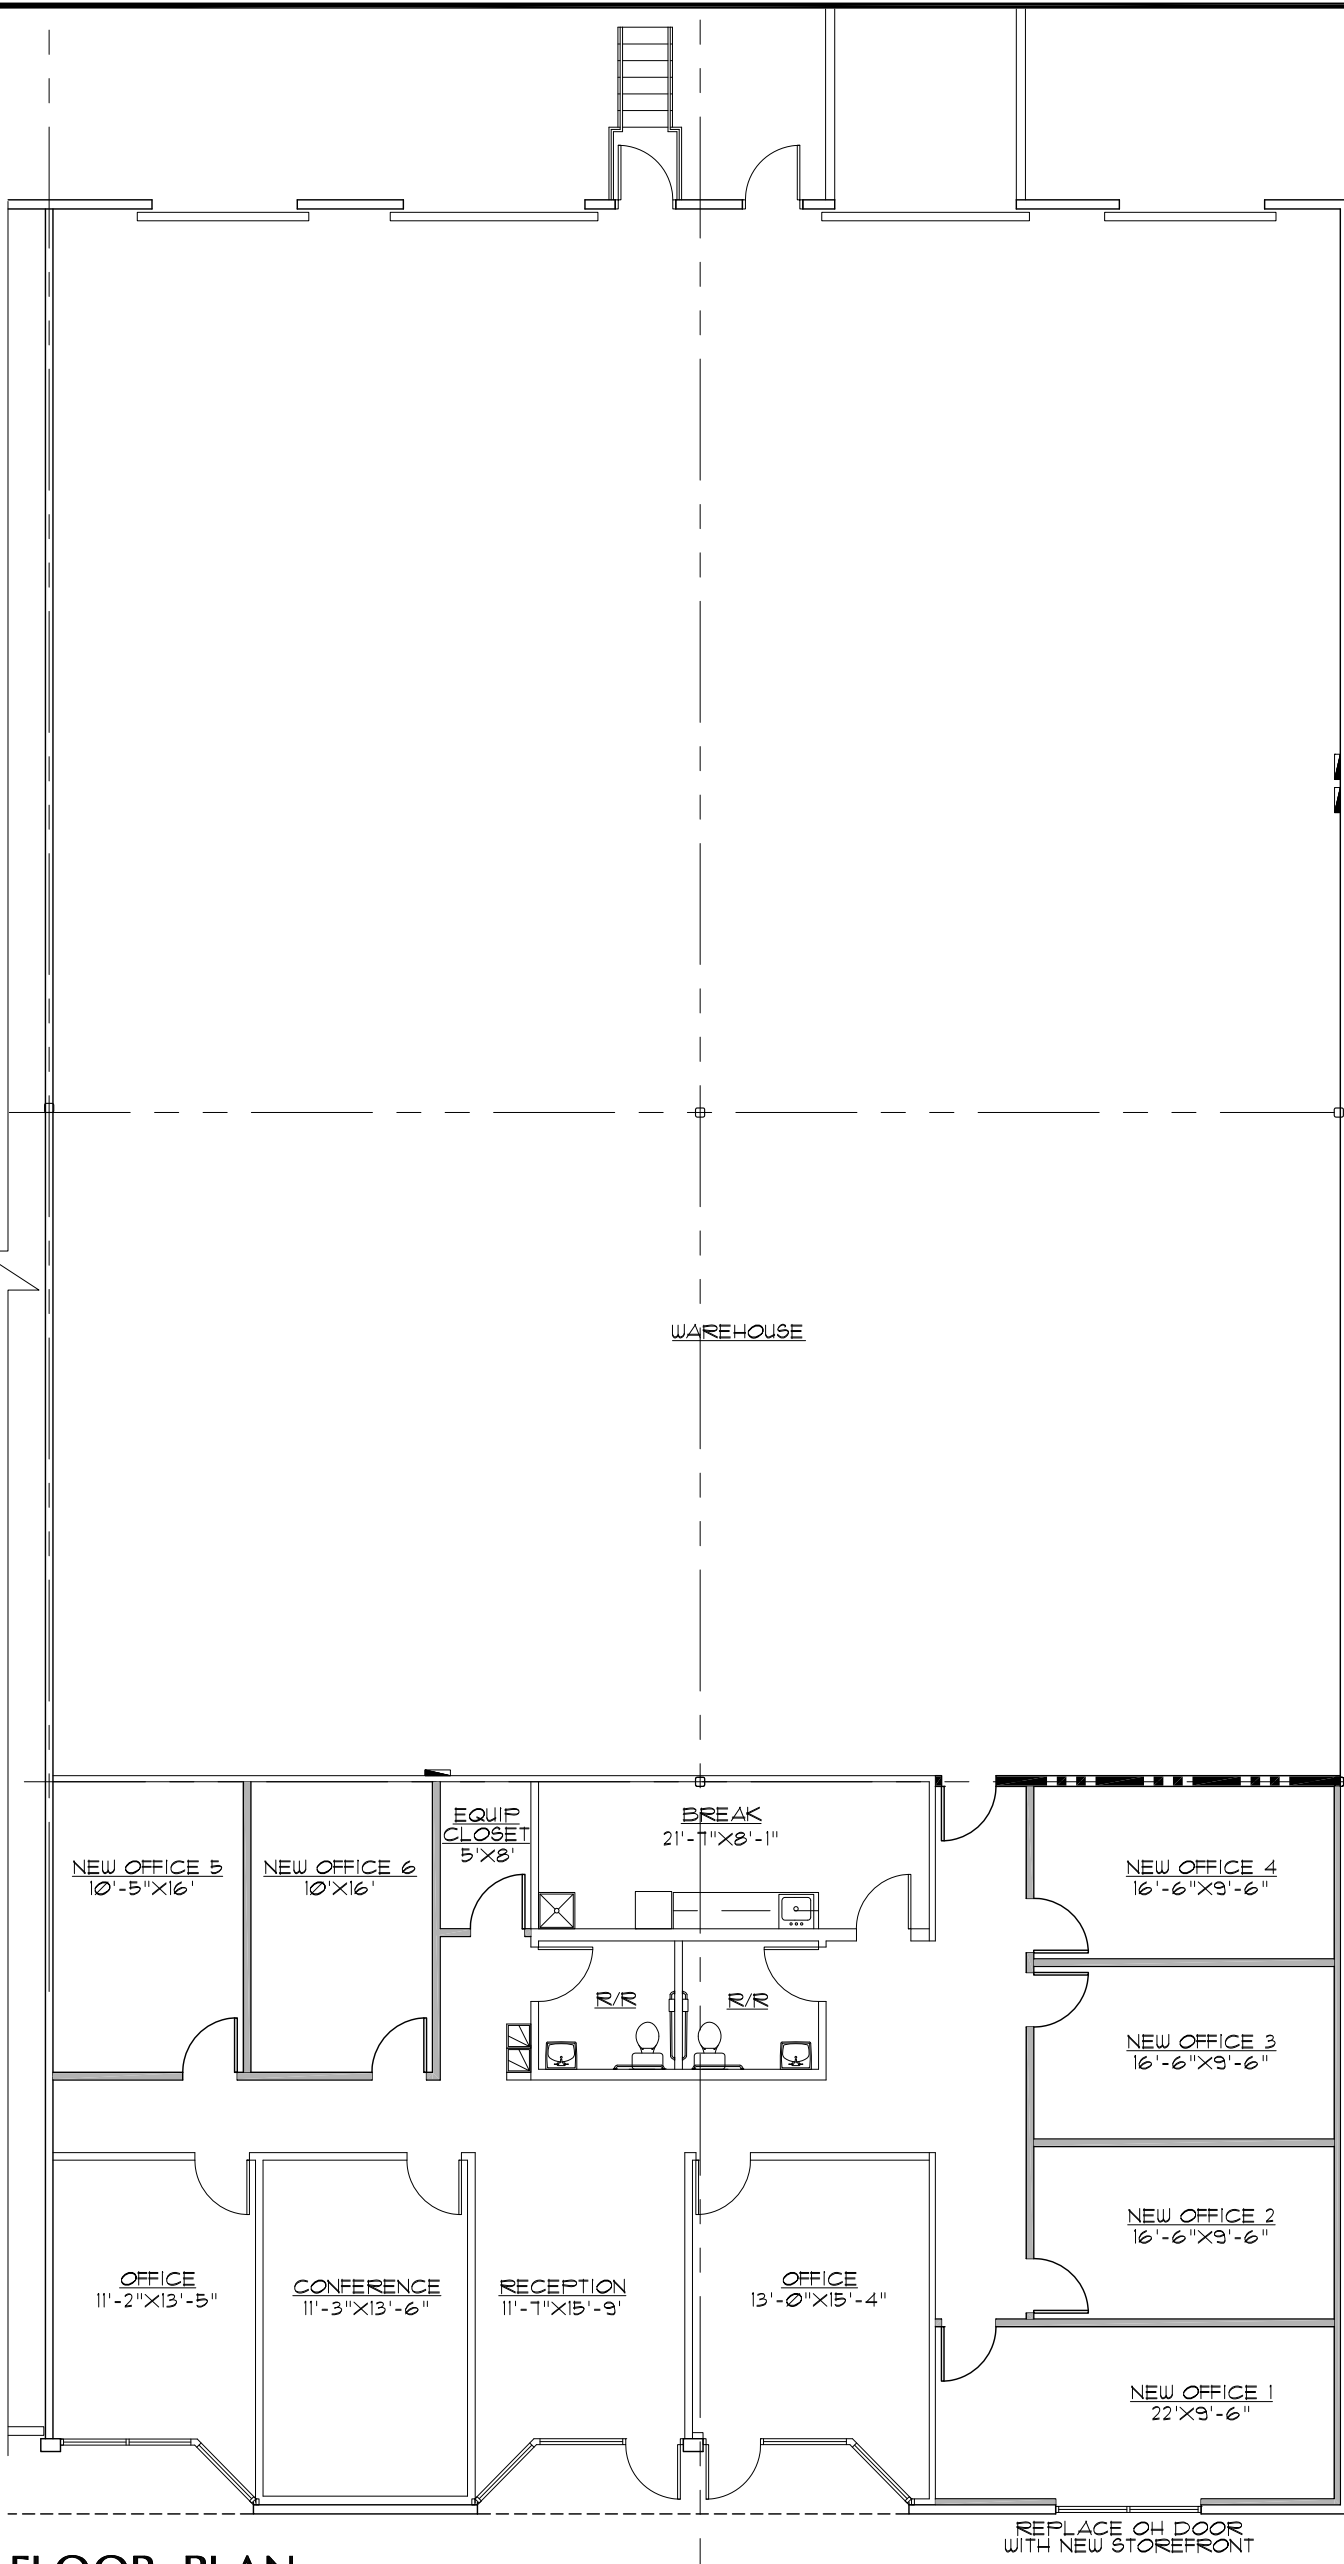 WAREHOUSE
EQUIP
CLOSET
5'X8'
BREAK
21'-7"X8'-1"
NEW OFFICE 5
10'-5"X16'
NEW OFFICE 6
10'X16'
NEW OFFICE 4
16'-6"X9'-6"
R/R
R/R
NEW OFFICE 3
16'-6"X9'-6"
NEW OFFICE 2
16'-6"X9'-6"
OFFICE
11'-2"X13'-5"
CONFERENCE
11'-3"X13'-6"
RECEPTION
11'-7"X15'-9'
OFFICE
13'-0"X15'-4"
NEW OFFICE 1
22'X9'-6"
REPLACE OH DOOR
WITH NEW STOREFRONT
FLOOR PLAN